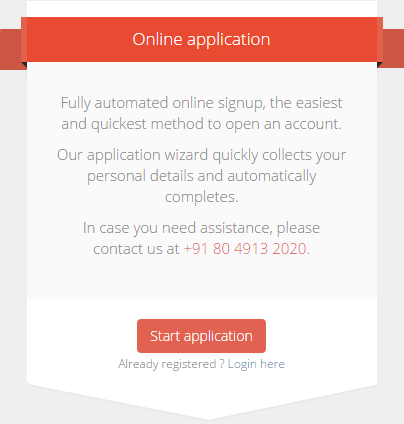 Online application
Fully automated online signup, the easiest
and quickest method to open an account.
Our application wizard quickly collects your
personal details and automatically
completes.
In case you need assistance, please
contact us at +91 80 4913 2020.
Start application
Already registered ? Login here